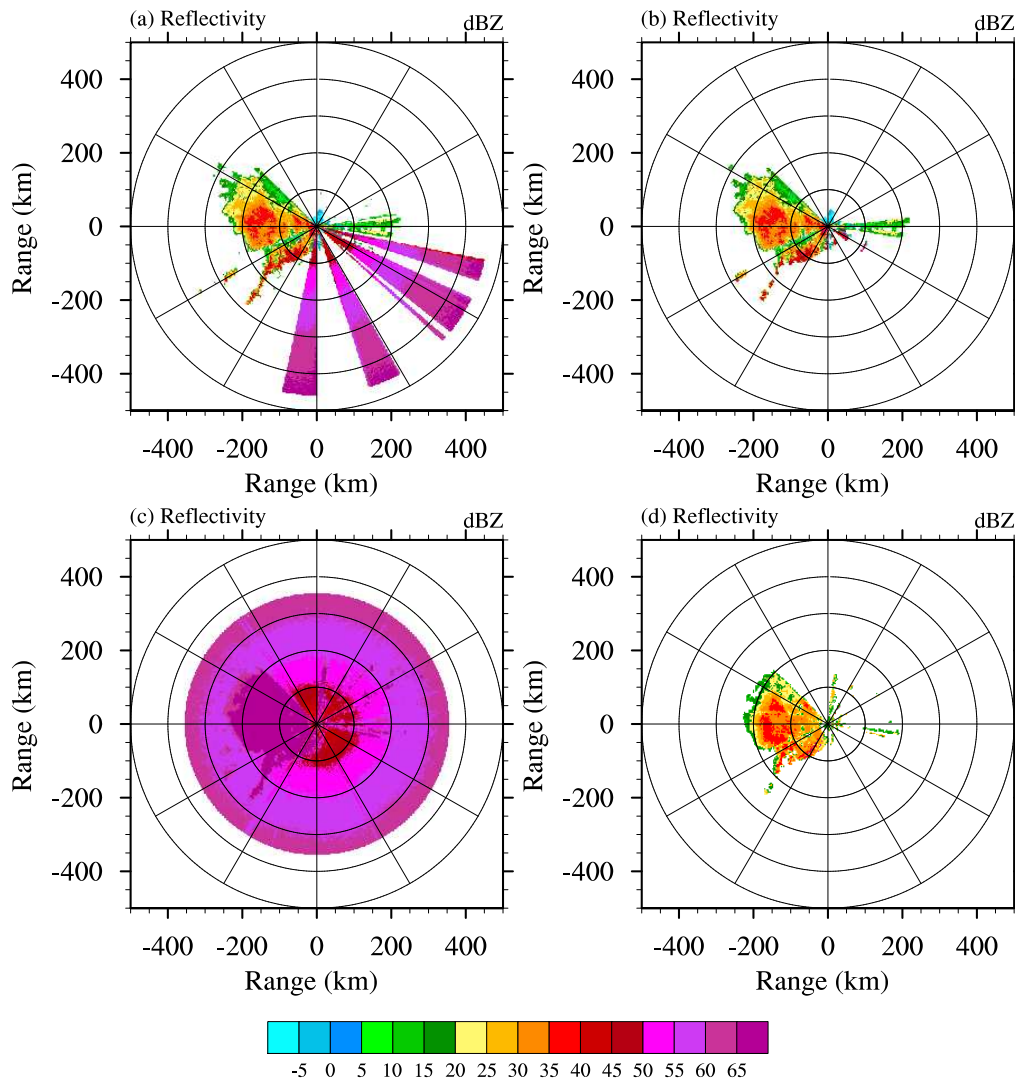 (a) Reflectivity dBZ
(b) Reflectivity dBZ
Range (km)
400
200
0
-200
-400
-400 -200 0 200 400
Range (km)
Range (km)
400
200
0
-200
-400
-400 -200 0 200 400
Range (km)
(c) Reflectivity dBZ
(d) Reflectivity dBZ
Range (km)
400
200
0
-200
-400
-400 -200 0 200 400
Range (km)
Range (km)
400
200
0
-200
-400
-400 -200 0 200 400
Range (km)
-5 0 5 10 15 20 25 30 35 40 45 50 55 60 65